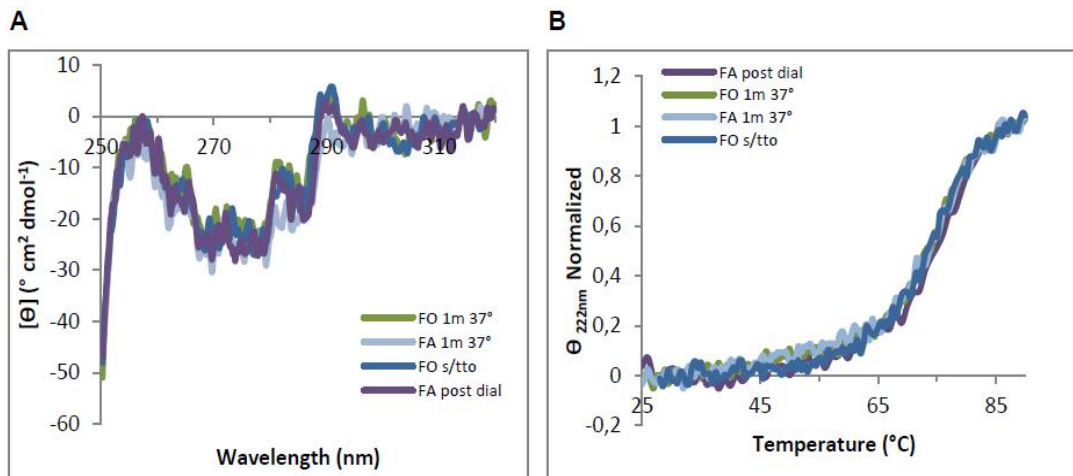 A
B
10
0
-10
-20
-30
-40
-50
-60
250
270
290
310
[Θ] (° cm² dmol⁻¹)
Wavelength (nm)
FO 1m 37°
FA 1m 37°
FO s/tto
FA post dial
1,2
1
0,8
0,6
0,4
0,2
0
-0,2
25
45
65
85
Θ 222nm Normalized
Temperature (°C)
FA post dial
FO 1m 37°
FA 1m 37°
FO s/tto